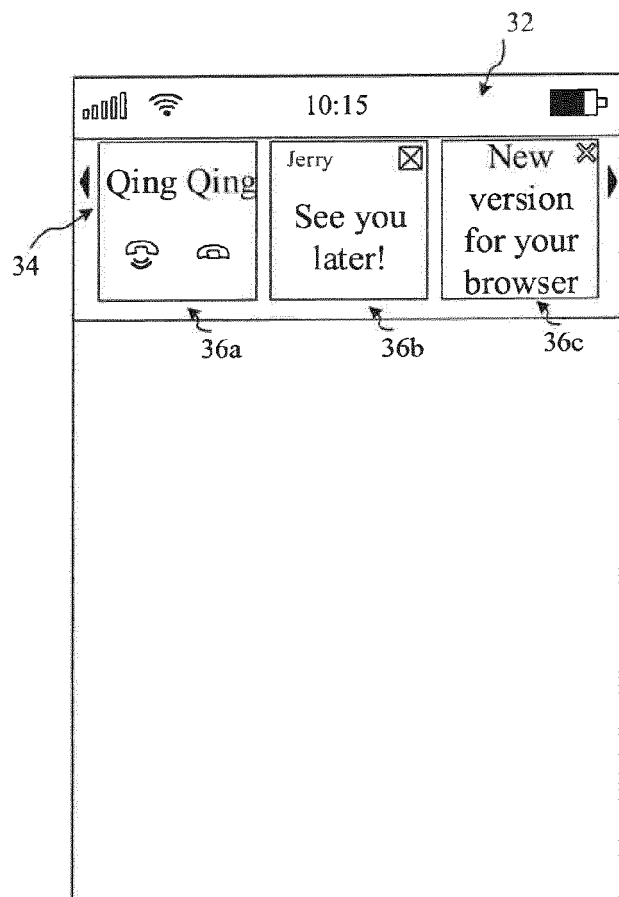 32
10:15
Qing Qing
34
36a
Jerry
See you
later!
36b
New
version
for your
browser
36c